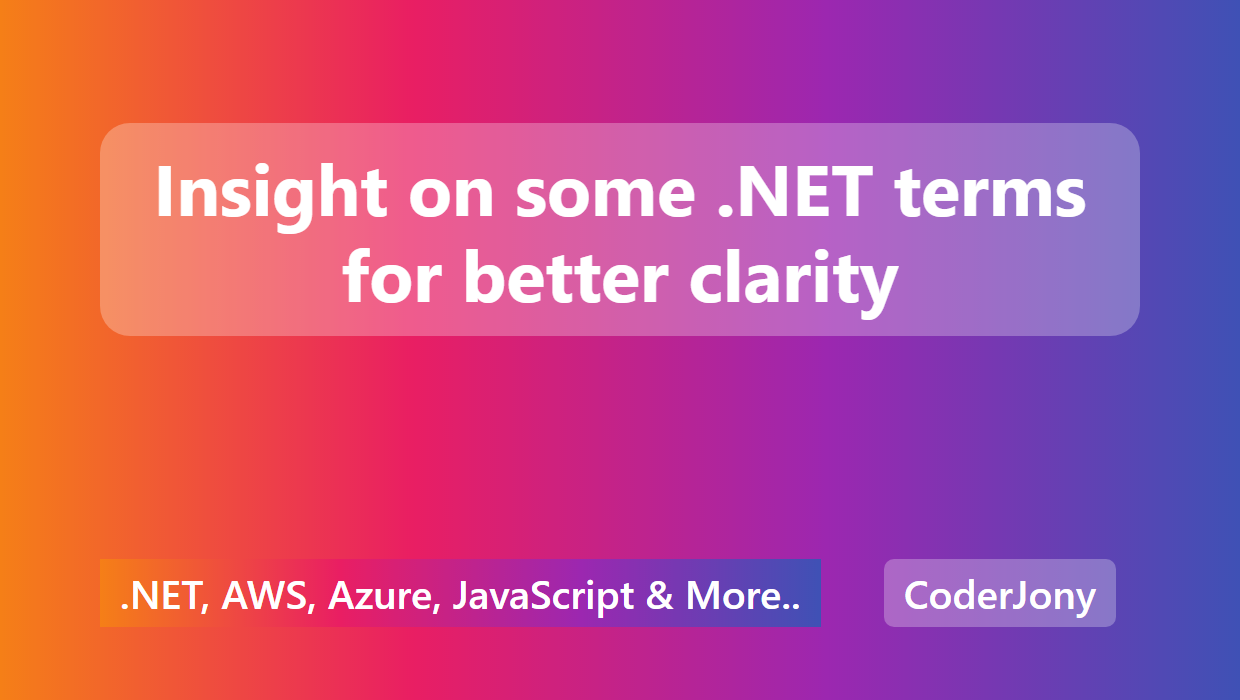 Insight on some .NET terms
for better clarity
.NET, AWS, Azure, JavaScript & More..
CoderJony